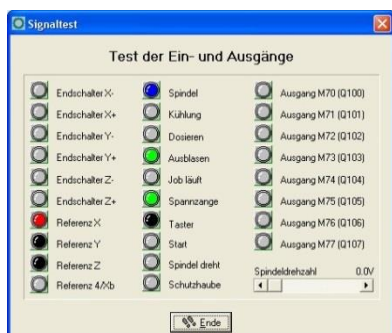 Signaltest
Test der Ein- und Ausgänge
Endschalter X-
Endschalter X+
Endschalter Y-
Endschalter Y+
Endschalter Z-
Endschalter Z+
Referenz X
Referenz Y
Referenz Z
Referenz 4/Xb
Spindel
Kühlung
Dosieren
Ausblasen
Job läuft
Spannzange
Taster
Start
Spindel dreht
Schutzhaube
Ausgang M70 (Q100)
Ausgang M71 (Q101)
Ausgang M72 (Q102)
Ausgang M73 (Q103)
Ausgang M74 (Q104)
Ausgang M75 (Q105)
Ausgang M76 (Q106)
Ausgang M77 (Q107)
Spindeldrehzahl 0.0V
Ende